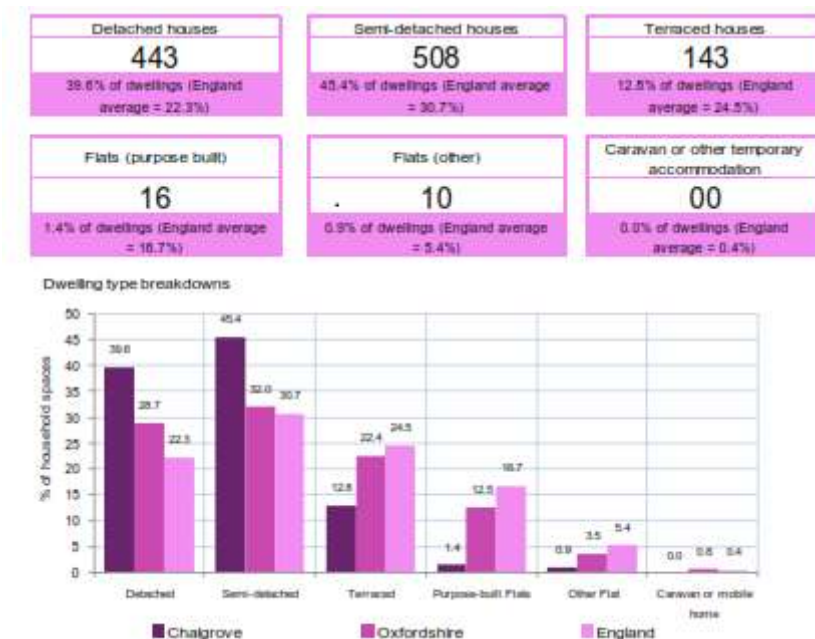 Detached houses
443
39.6% of dwellings (England
average = 22.3%)
Semi-detached houses
508
45.4% of dwellings (England average
= 30.7%)
Terraced houses
143
12.8% of dwellings (England
average = 24.5%)
Flats (purpose built)
16
1.4% of dwellings (England average
= 16.7%)
Flats (other)
10
0.9% of dwellings (England average
= 5.4%)
Caravan or other temporary
accommodation
00
0.0% of dwellings (England
average = 0.4%)
Dwelling type breakdowns
% of household spaces
50
45
40
35
30
25
20
15
10
5
0
39.6
28.7
22.3
45.4
32.0
30.7
12.8
22.4
24.5
1.4
12.5
16.7
0.9
3.5
5.4
0.0
0.6
0.4
Detached
Semi-detached
Terraced
Purpose-built Flats
Other Flat
Caravan or mobile
home
Chalgrove
Oxfordshire
England